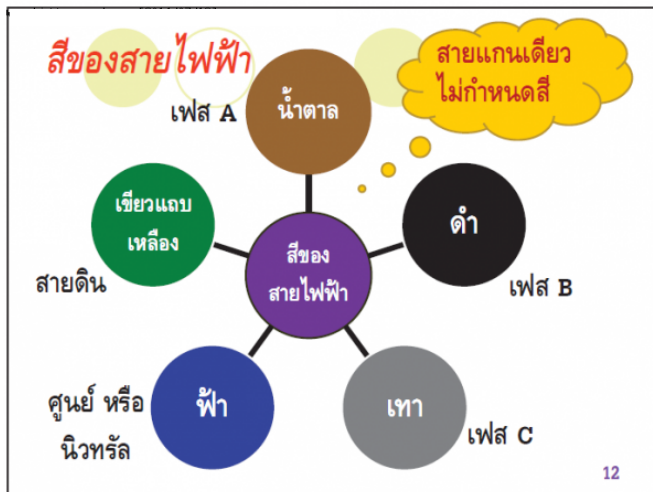 สีของสายไฟฟ้า
สายแกนเดียว
ไม่กำหนดสี
เฟส A
น้ำตาล
เขียวแถบ
เหลือง
สายดิน
ดำ
เฟส B
สีของ
สายไฟฟ้า
ฟ้า
ศูนย์ หรือ
นิวทรัล
เทา
เฟส C
12